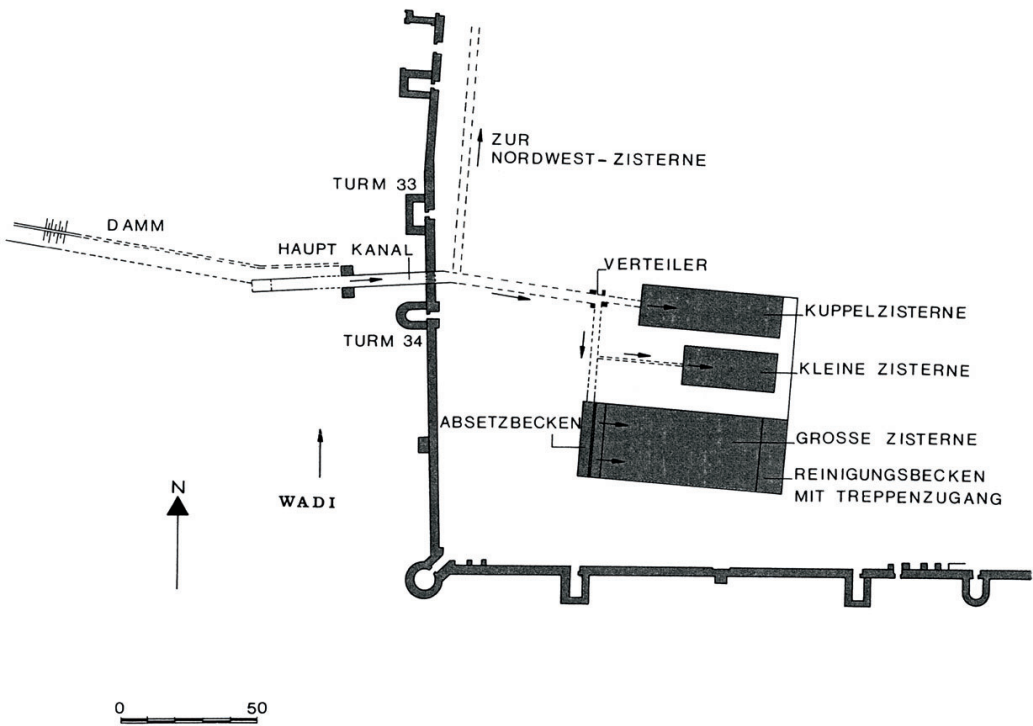 ZUR
NORDWEST-ZISTERNE
TURM 33
DAMM
HAUPT KANAL
VERTEILER
KUPPELZISTERNE
TURM 34
KLEINE ZISTERNE
ABSETZBECKEN
GROSSE ZISTERNE
REINIGUNGSBECKEN
MIT TREPPENZUGANG
N
WADI
0 50